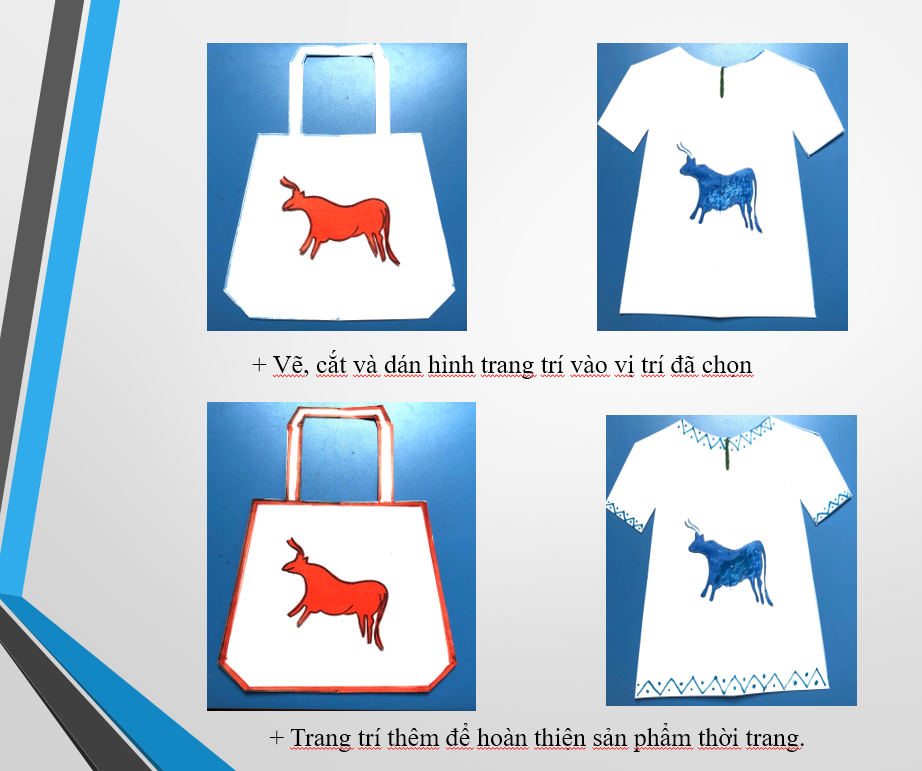 + Vẽ, cắt và dán hình trang trí vào vị trí đã chọn
+ Trang trí thêm để hoàn thiện sản phẩm thời trang.